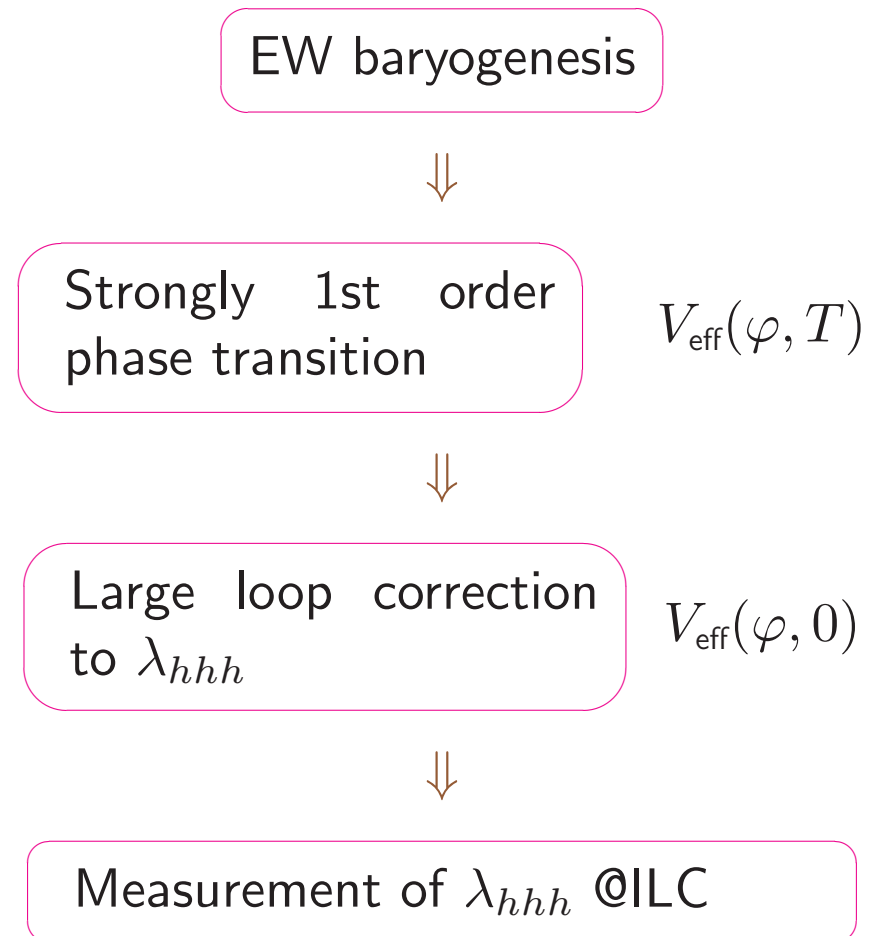 EW baryogenesis
⇓
Strongly 1st order
phase transition
V_eff(φ, T)
⇓
Large loop correction
to λ_hhh
V_eff(φ, 0)
⇓
Measurement of λ_hhh @ILC